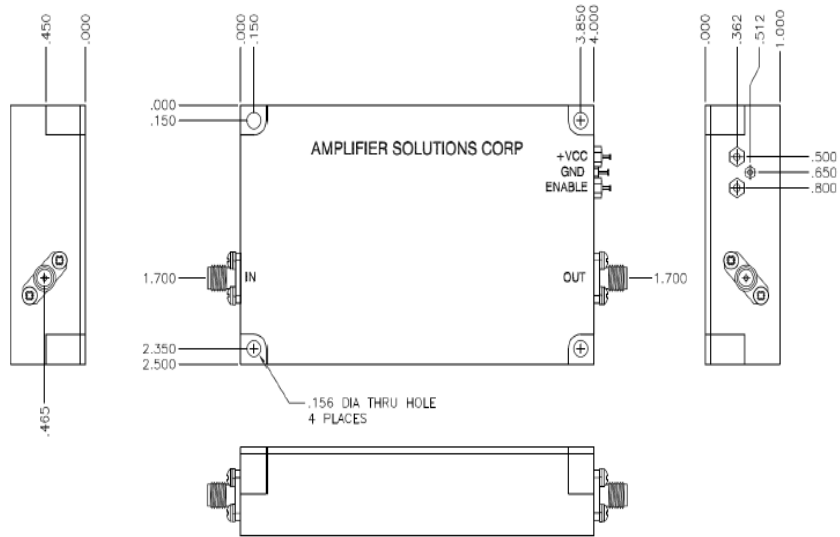 .450
.000
.000
.150
3.850
4.000
.000
.362
.512
1.000
.000
.150
AMPLIFIER SOLUTIONS CORP
+VCC
GND
ENABLE
.500
.650
.800
1.700
IN
OUT
1.700
2.350
2.500
.156 DIA THRU HOLE
4 PLACES
.465